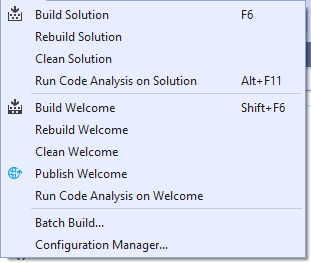 Build Solution F6
Rebuild Solution
Clean Solution
Run Code Analysis on Solution Alt+F11
Build Welcome Shift+F6
Rebuild Welcome
Clean Welcome
Publish Welcome
Run Code Analysis on Welcome
Batch Build...
Configuration Manager...